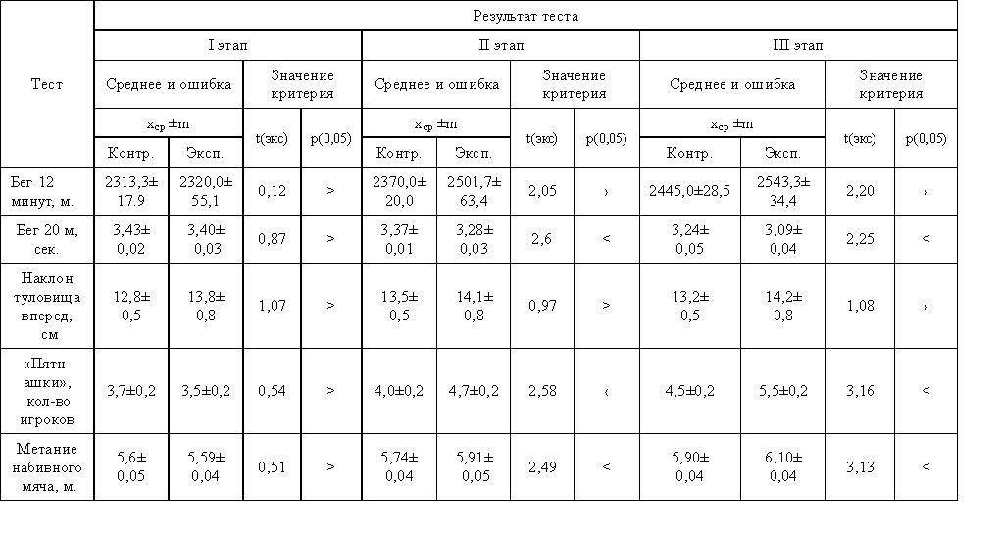 Тест
Результат теста
I этап
II этап
III этап
Среднее и ошибка
Значение
критерия
Среднее и ошибка
Значение
критерия
Среднее и ошибка
Значение
критерия
xср ±m
t(экс)
p(0,05)
xср ±m
t(экс)
p(0,05)
xср ±m
t(экс)
p(0,05)
Контр.
Эксп.
Контр.
Эксп.
Контр.
Эксп.
Бег 12
минут, м.
2313,3±
17.9
2320,0±
55,1
0,12
>
2370,0±
20,0
2501,7±
63,4
2,05
›
2445,0±28,5
2543,3±
34,4
2,20
›
Бег 20 м,
сек.
3,43±
0,02
3,40±
0,03
0,87
>
3,37±
0,01
3,28±
0,03
2,6
<
3,24±
0,05
3,09±
0,04
2,25
<
Наклон
туловища
вперед,
см
12,8±
0,5
13,8±
0,8
1,07
>
13,5±
0,5
14,1±
0,8
0,97
>
13,2±
0,5
14,2±
0,8
1,08
›
«Пятн-
ашки»,
кол-во
игроков
3,7±0,2
3,5±0,2
0,54
>
4,0±0,2
4,7±0,2
2,58
‹
4,5±0,2
5,5±0,2
3,16
<
Метание
набивного
мяча, м.
5,6±
0,05
5,59±
0,04
0,51
>
5,74±
0,04
5,91±
0,05
2,49
<
5,90±
0,04
6,10±
0,04
3,13
<